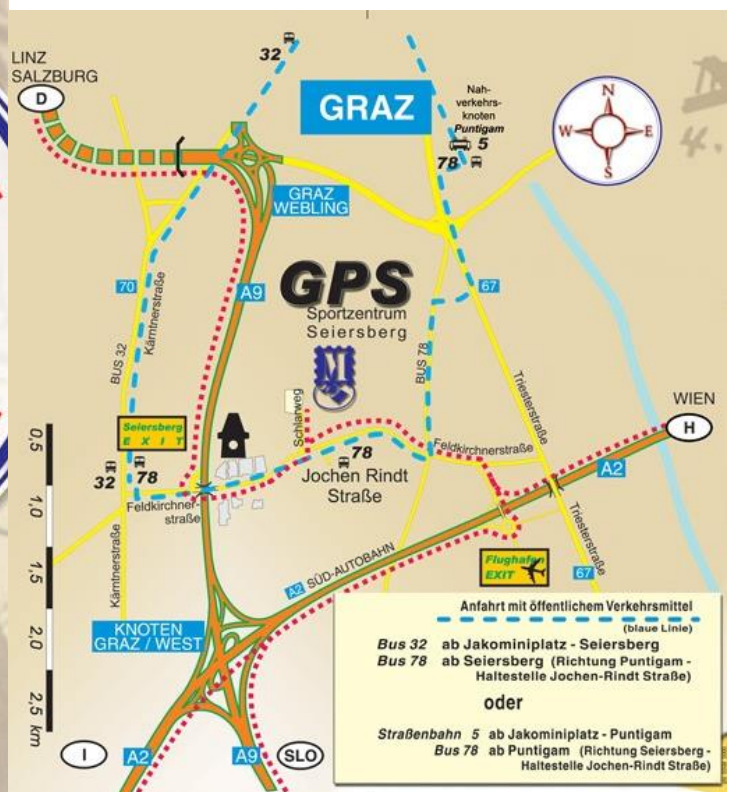 32
LINZ
SALZBURG
D
GRAZ
Nah-
verkehrs-
knoten
Puntigam
5
78
N
W E
S
4.
GRAZ
WEBLING
70
A9
67
GPS
Sportzentrum
Seiersberg
Kärntnerstraße
BUS 32
BUS 78
Triesterstraße
WIEN
H
Seiersberg
EXIT
Schlarweg
78
Feldkirchnerstraße
A2
32 78
Jochen Rindt
Straße
Feldkirchner-
straße
Kärntnerstraße
A2 SÜD-AUTOBAHN
Flughafen
EXIT
Triesterstraße
67
KNOTEN
GRAZ / WEST
0,5
1,0
1,5
2,0
2,5 km
I
A2
A9
SLO
Anfahrt mit öffentlichem Verkehrsmittel
(blaue Linie)
Bus 32 ab Jakominiplatz - Seiersberg
Bus 78 ab Seiersberg (Richtung Puntigam -
Haltestelle Jochen-Rindt Straße)
oder
Straßenbahn 5 ab Jakominiplatz - Puntigam
Bus 78 ab Puntigam (Richtung Seiersberg -
Haltestelle Jochen-Rindt Straße)